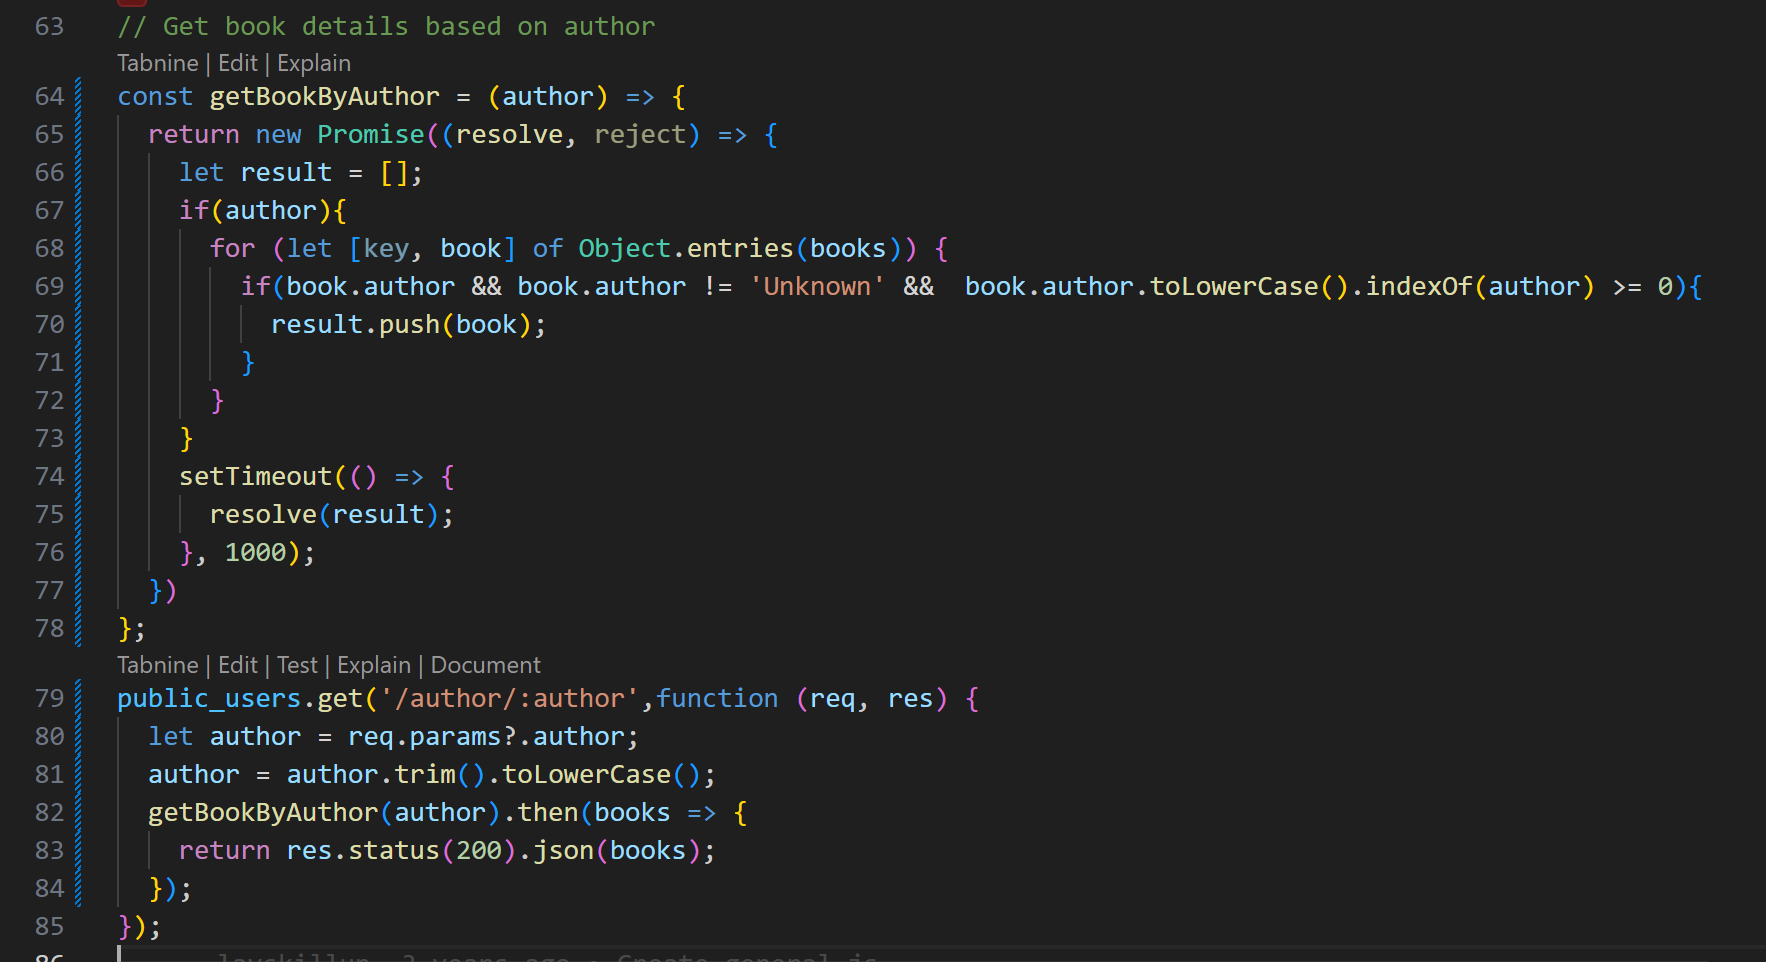 63 // Get book details based on author
Tabnine | Edit | Explain
64 const getBookByAuthor = (author) => {
65 return new Promise((resolve, reject) => {
66 let result = [];
67 if(author){
68 for (let [key, book] of Object.entries(books)) {
69 if(book.author && book.author != 'Unknown' &&  book.author.toLowerCase().indexOf(author) >= 0){
70 result.push(book);
71 }
72 }
73 }
74 setTimeout(() => {
75 resolve(result);
76 }, 1000);
77 })
78 };
Tabnine | Edit | Test | Explain | Document
79 public_users.get('/author/:author',function (req, res) {
80 let author = req.params?.author;
81 author = author.trim().toLowerCase();
82 getBookByAuthor(author).then(books => {
83 return res.status(200).json(books);
84 });
85 });
86